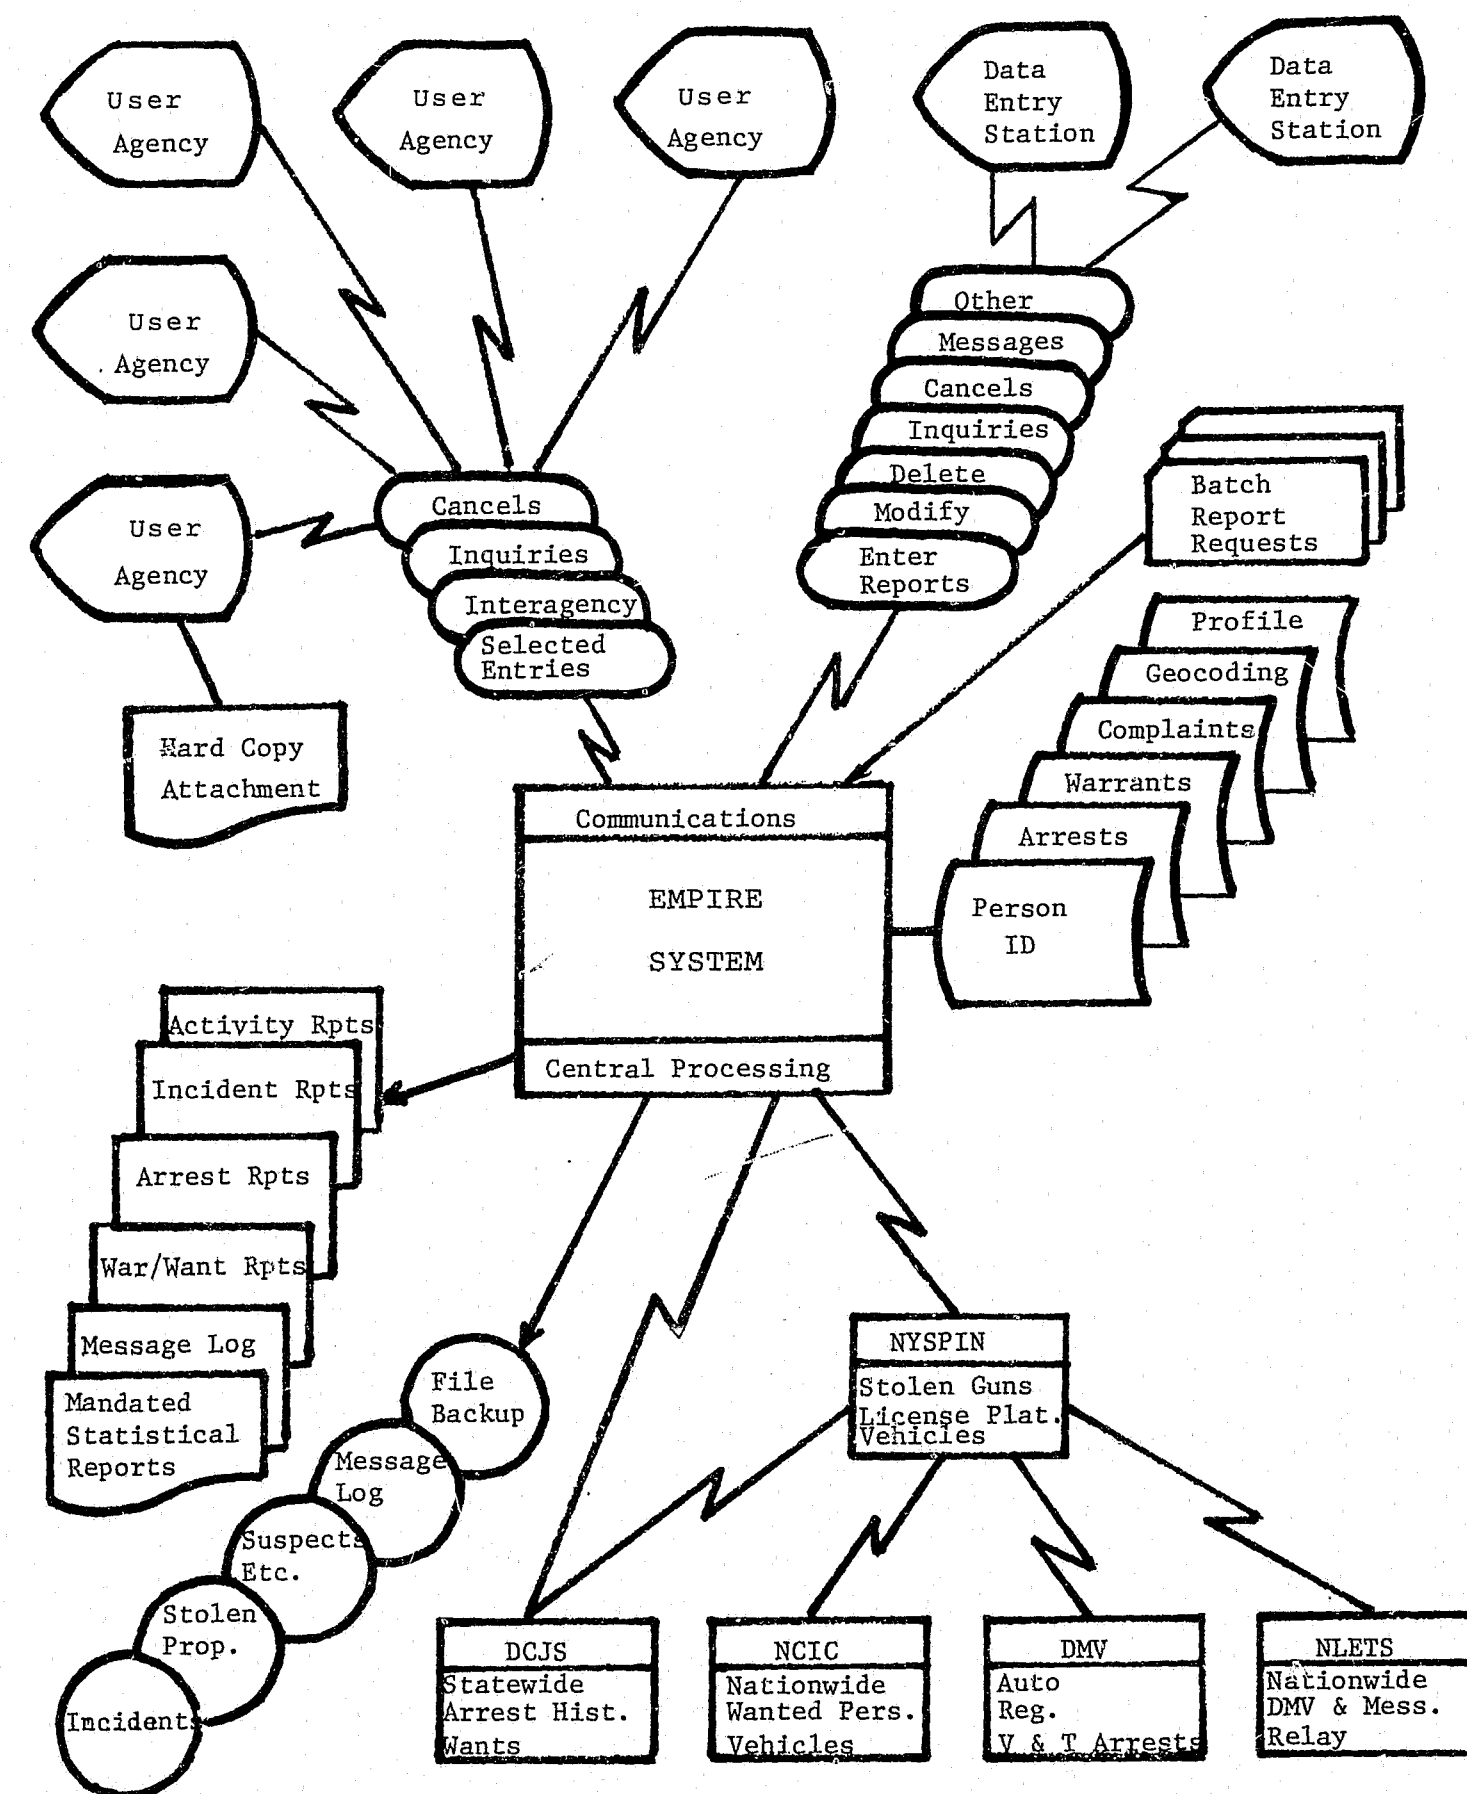 User
Agency
User
Agency
User
Agency
Data
Entry
Station
Data
Entry
Station
User
Agency
User
Agency
Hard Copy
Attachment
Cancels
Inquiries
Interagency
Selected
Entries
Other
Messages
Cancels
Inquiries
Delete
Modify
Enter
Reports
Batch
Report
Requests
Profile
Geocoding
Complaints
Warrants
Arrests
Person
ID
Communications
EMPIRE
SYSTEM
Central Processing
Activity Rpts
Incident Rpts
Arrest Rpts
War/Want Rpts
Message Log
Mandated
Statistical
Reports
File
Backup
Message
Log
Suspects
Etc.
Stolen
Prop.
Incidents
NYSPIN
Stolen Guns
License Plat.
Vehicles
DCJS
Statewide
Arrest Hist.
Wants
NCIC
Nationwide
Wanted Pers.
Vehicles
DMV
Auto
Reg.
V & T Arrests
NLETS
Nationwide
DMV & Mess.
Relay